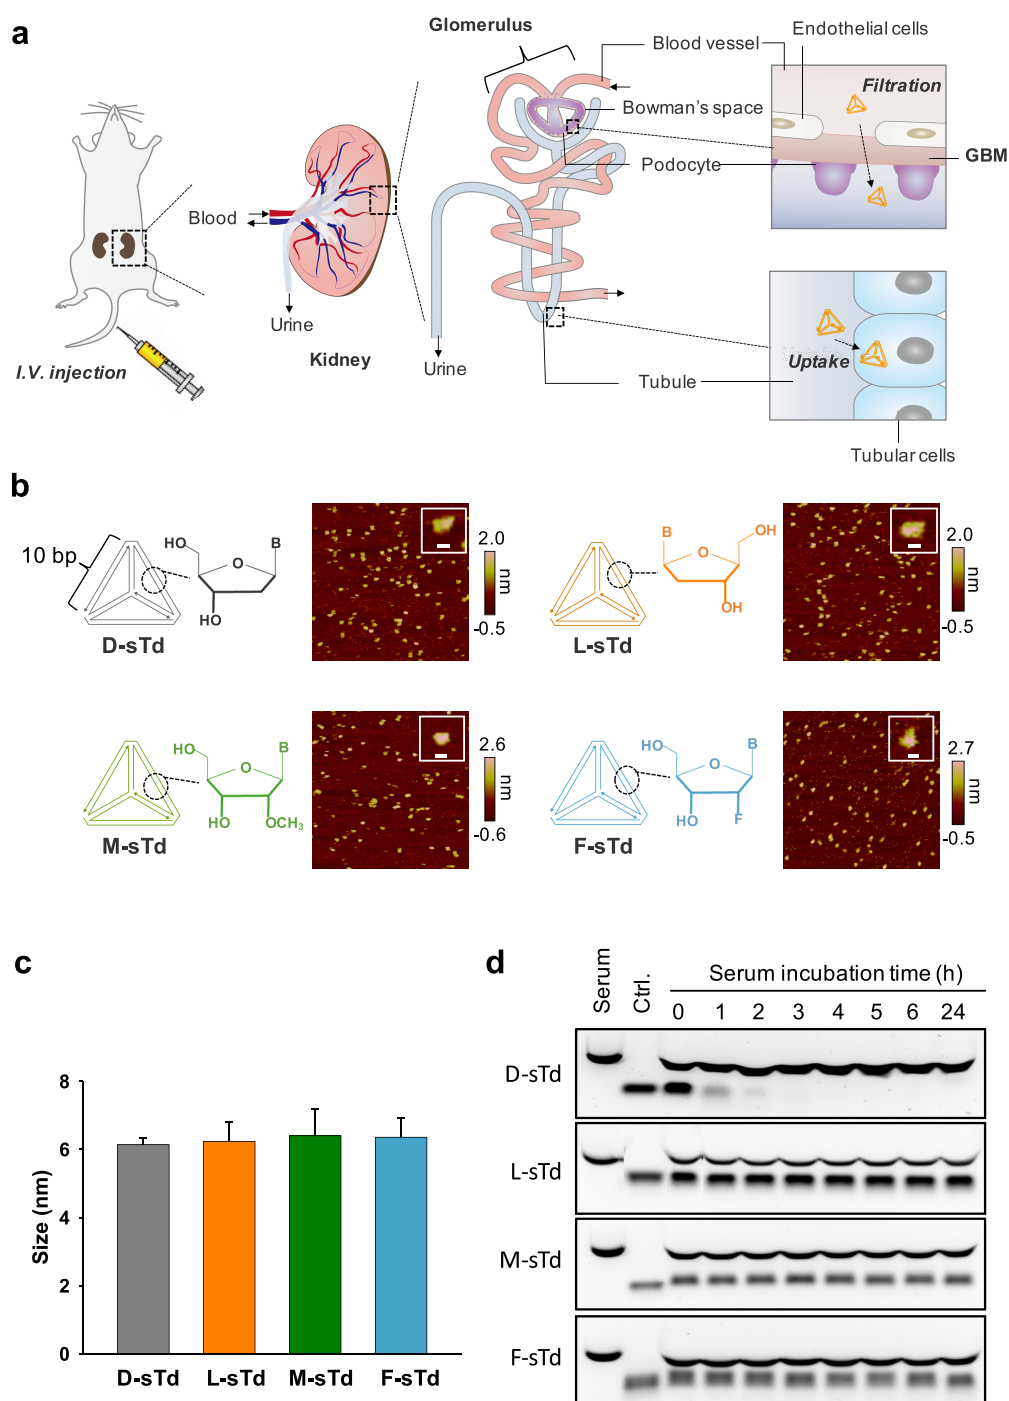 a
Glomerulus
Blood vessel
Endothelial cells
Filtration
Bowman's space
GBM
Podocyte
Blood
Urine
Kidney
Urine
I.V. injection
Tubule
Uptake
Tubular cells
b
10 bp
HO
B
O
HO
D-sTd
2.0
nm
-0.5
B
OH
O
OH
L-sTd
2.0
nm
-0.5
HO
B
O
HO
OCH₃
M-sTd
2.6
nm
-0.6
HO
B
O
HO
F
F-sTd
2.7
nm
-0.5
c
Size (nm)
8
6
4
2
0
D-sTd L-sTd M-sTd F-sTd
d
Serum
Ctrl.
Serum incubation time (h)
0 1 2 3 4 5 6 24
D-sTd
L-sTd
M-sTd
F-sTd